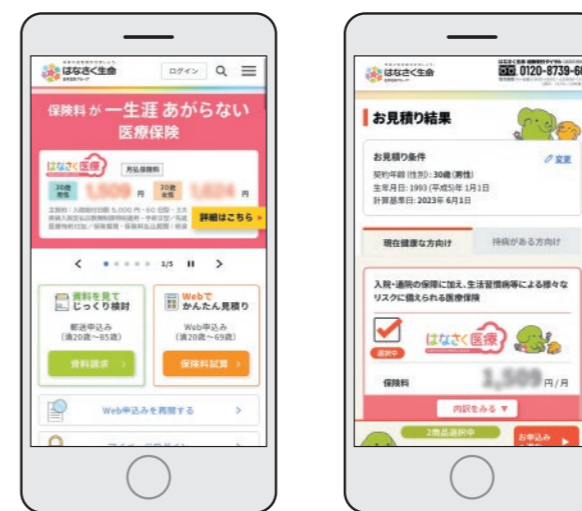 はなさく生命
ログイン
保険料が一生涯あがらない
医療保険
はなさく医療
月払保険料
30歳
男性
円
30歳
女性
円
詳細はこちら
1/5
資料を見て
じっくり検討
郵送申込み
(満20歳~85歳)
資料請求
Webで
かんたん見積り
Web申込み
(満20歳~69歳)
保険料試算
Web申込みを再開する
はなさく生命
0120-8739-6
お見積り結果
お見積り条件
変更
契約年齢(性別):30歳(男性)
生年月日:1993(平成5)年1月1日
計算基準日:2023年6月1日
現在健康な方向け
持病がある方向け
入院・通院の保障に加え、生活習慣病等による様々な
リスクに備えられる医療保険
選択中
はなさく医療
保険料
円/月
内訳をみる ▼
2商品選択中
お申込み